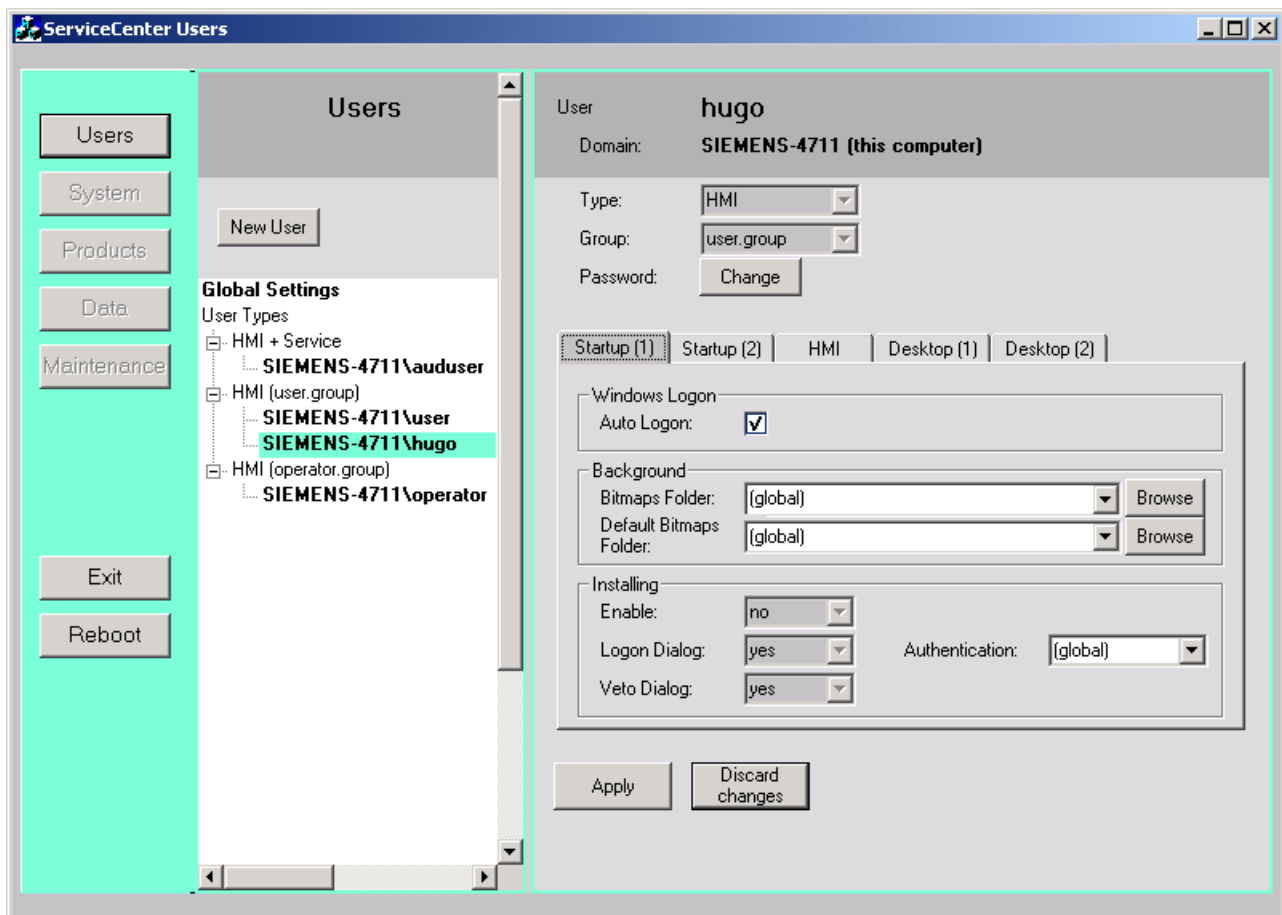 ServiceCenter Users
Users
System
Products
Data
Maintenance
Exit
Reboot
Users
New User
Global Settings
User Types
HMI + Service
SIEMENS-4711\auduser
HMI (user.group)
SIEMENS-4711\user
SIEMENS-4711\hugo
HMI (operator.group)
SIEMENS-4711\operator
User hugo
Domain: SIEMENS-4711 (this computer)
Type: HMI
Group: user.group
Password: Change
Startup (1) Startup (2) HMI Desktop (1) Desktop (2)
Windows Logon
Auto Logon:
Background
Bitmaps Folder: (global) Browse
Default Bitmaps
Folder: (global) Browse
Installing
Enable: no
Logon Dialog: yes Authentication: (global)
Veto Dialog: yes
Apply
Discard
changes